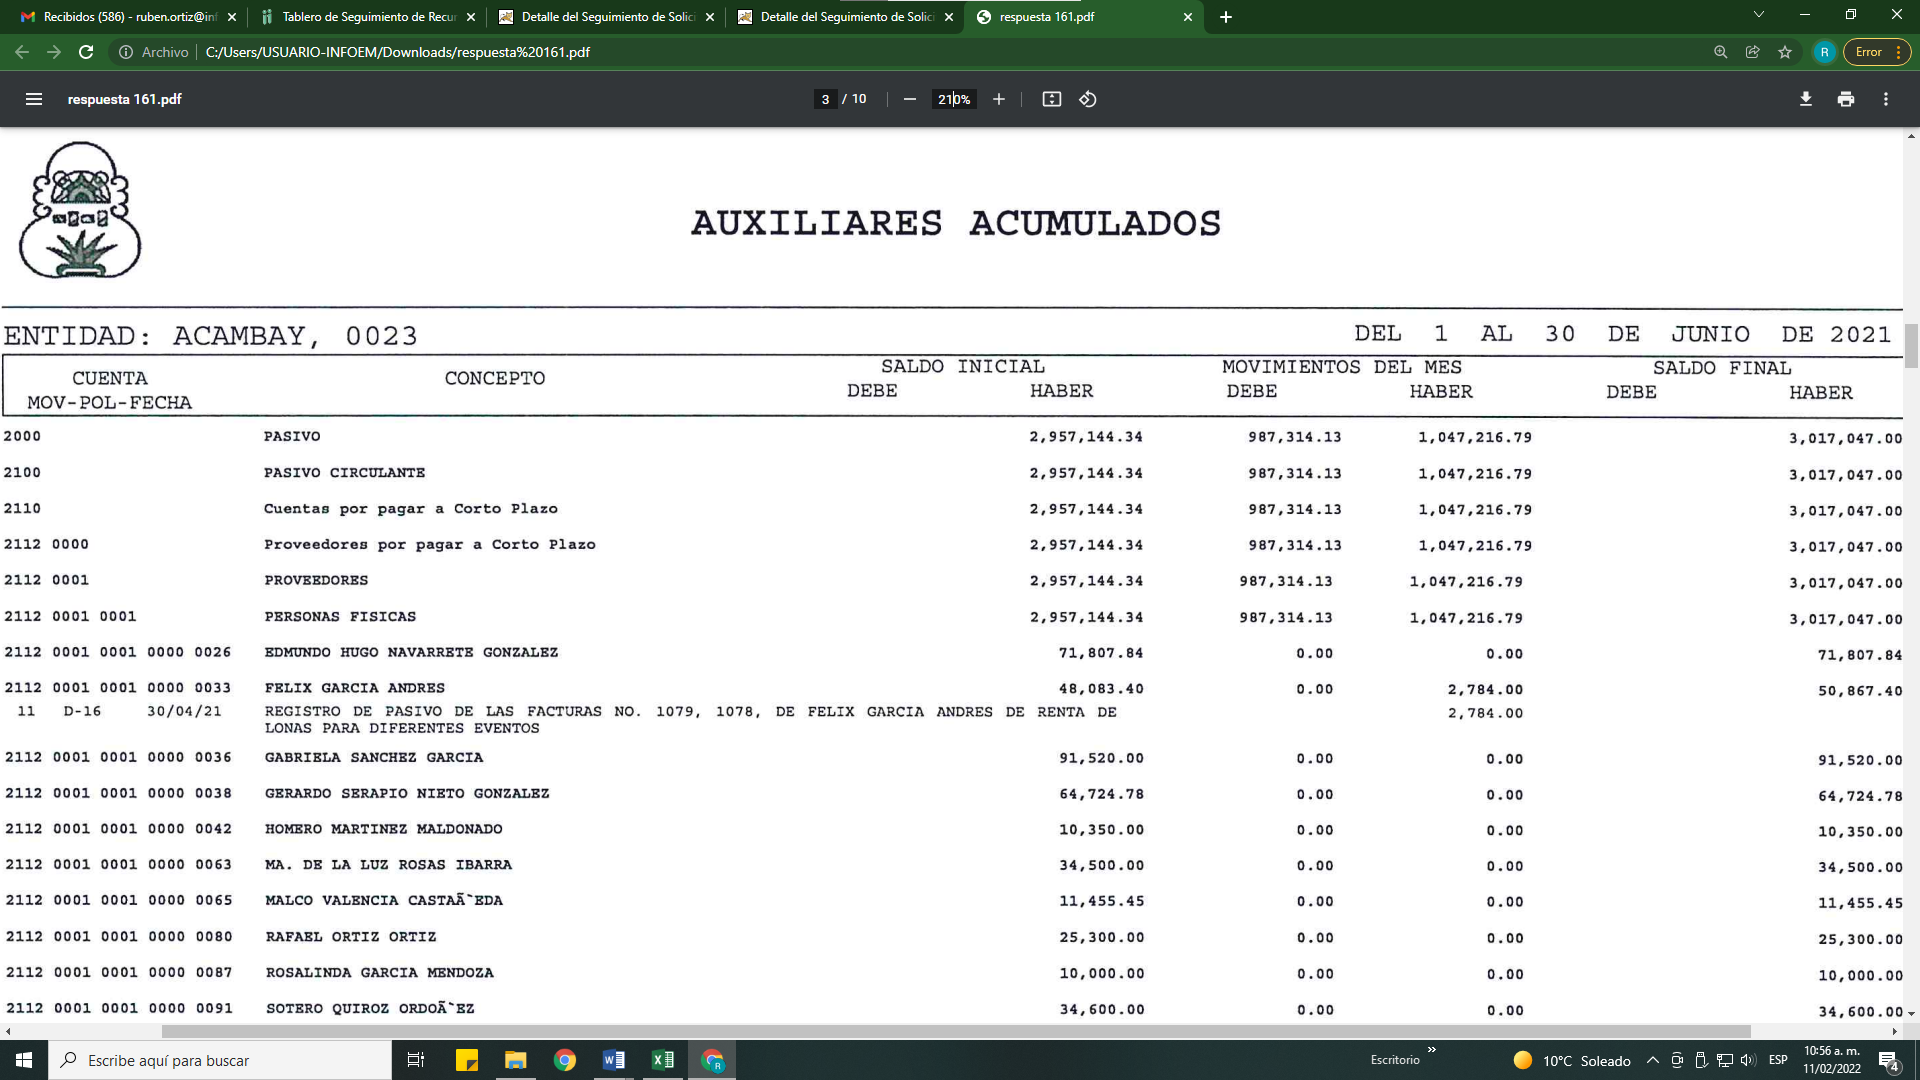 Recibidos (586) - ruben.ortiz@inf
Tablero de Seguimiento de Recur
Detalle del Seguimiento de Solici
Detalle del Seguimiento de Solici
respuesta 161.pdf
Archivo
C:/Users/USUARIO-INFOEM/Downloads/respuesta%20161.pdf
R
Error
respuesta 161.pdf
3 / 10
210%
AUXILIARES ACUMULADOS
ENTIDAD: ACAMBAY, 0023 DEL 1 AL 30 DE JUNIO DE 2021
SALDO INICIAL MOVIMIENTOS DEL MES SALDO FINAL
CUENTA CONCEPTO
DEBE HABER DEBE HABER DEBE HABER
MOV-POL-FECHA
2000 PASIVO 2,957,144.34 987,314.13 1,047,216.79 3,017,047.00
2100 PASIVO CIRCULANTE 2,957,144.34 987,314.13 1,047,216.79 3,017,047.00
2110 Cuentas por pagar a Corto Plazo 2,957,144.34 987,314.13 1,047,216.79 3,017,047.00
2112 0000 Proveedores por pagar a Corto Plazo 2,957,144.34 987,314.13 1,047,216.79 3,017,047.00
2112 0001 PROVEEDORES 2,957,144.34 987,314.13 1,047,216.79 3,017,047.00
2112 0001 0001 PERSONAS FISICAS 2,957,144.34 987,314.13 1,047,216.79 3,017,047.00
2112 0001 0001 0000 0026 EDMUNDO HUGO NAVARRETE GONZALEZ 71,807.84 0.00 0.00 71,807.84
2112 0001 0001 0000 0033 FELIX GARCIA ANDRES 48,083.40 0.00 2,784.00 50,867.40
11 D-16 30/04/21 REGISTRO DE PASIVO DE LAS FACTURAS NO. 1079, 1078, DE FELIX GARCIA ANDRES DE RENTA DE 2,784.00
LONAS PARA DIFERENTES EVENTOS
2112 0001 0001 0000 0036 GABRIELA SANCHEZ GARCIA 91,520.00 0.00 0.00 91,520.00
2112 0001 0001 0000 0038 GERARDO SERAPIO NIETO GONZALEZ 64,724.78 0.00 0.00 64,724.78
2112 0001 0001 0000 0042 HOMERO MARTINEZ MALDONADO 10,350.00 0.00 0.00 10,350.00
2112 0001 0001 0000 0063 MA. DE LA LUZ ROSAS IBARRA 34,500.00 0.00 0.00 34,500.00
2112 0001 0001 0000 0065 MALCO VALENCIA CASTAÃ`EDA 11,455.45 0.00 0.00 11,455.45
2112 0001 0001 0000 0080 RAFAEL ORTIZ ORTIZ 25,300.00 0.00 0.00 25,300.00
2112 0001 0001 0000 0087 ROSALINDA GARCIA MENDOZA 10,000.00 0.00 0.00 10,000.00
2112 0001 0001 0000 0091 SOTERO QUIROZ ORDOÃ`EZ 34,600.00 0.00 0.00 34,600.00
Escribe aquí para buscar
Escritorio
10°C Soleado
ESP
10:56 a. m.
11/02/2022
4